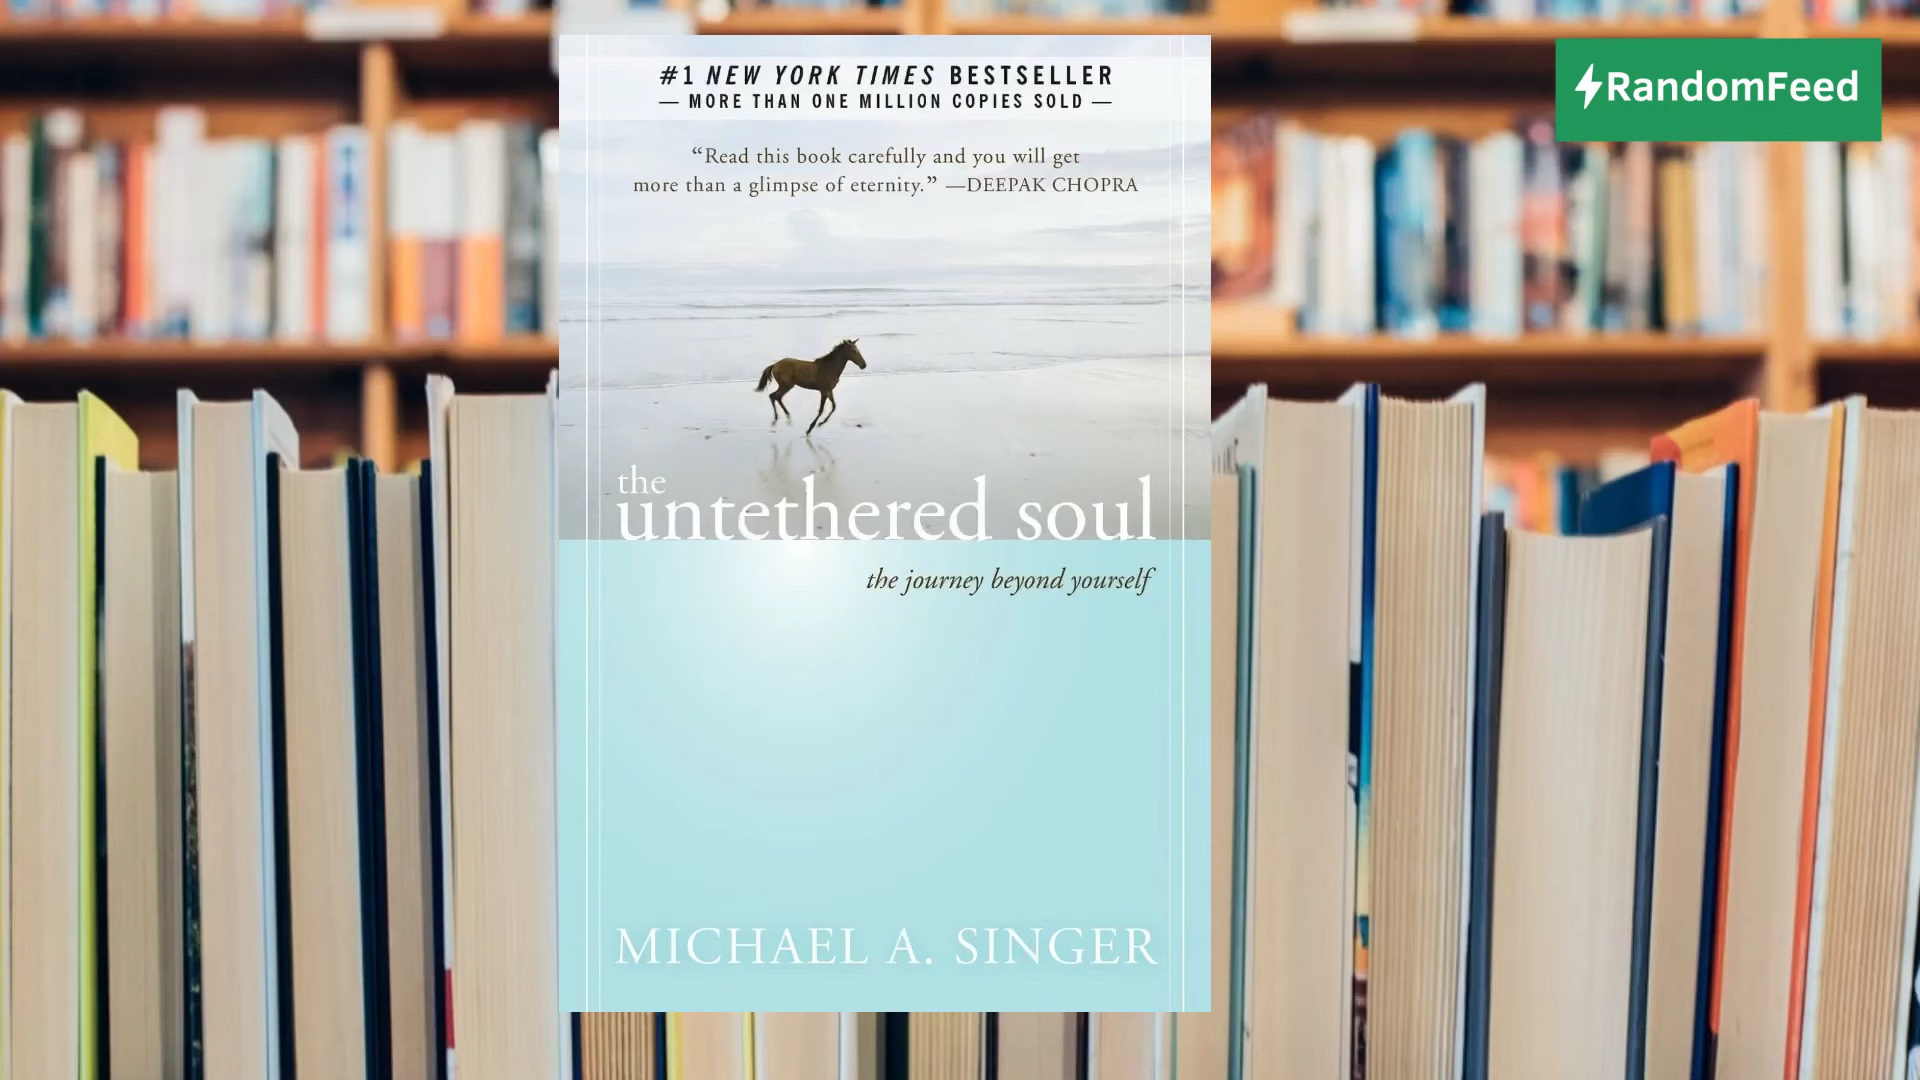 #1 NEW YORK TIMES BESTSELLER
— MORE THAN ONE MILLION COPIES SOLD —
“Read this book carefully and you will get
more than a glimpse of eternity.” —DEEPAK CHOPRA
the
untethered soul
the journey beyond yourself
MICHAEL A. SINGER
RandomFeed